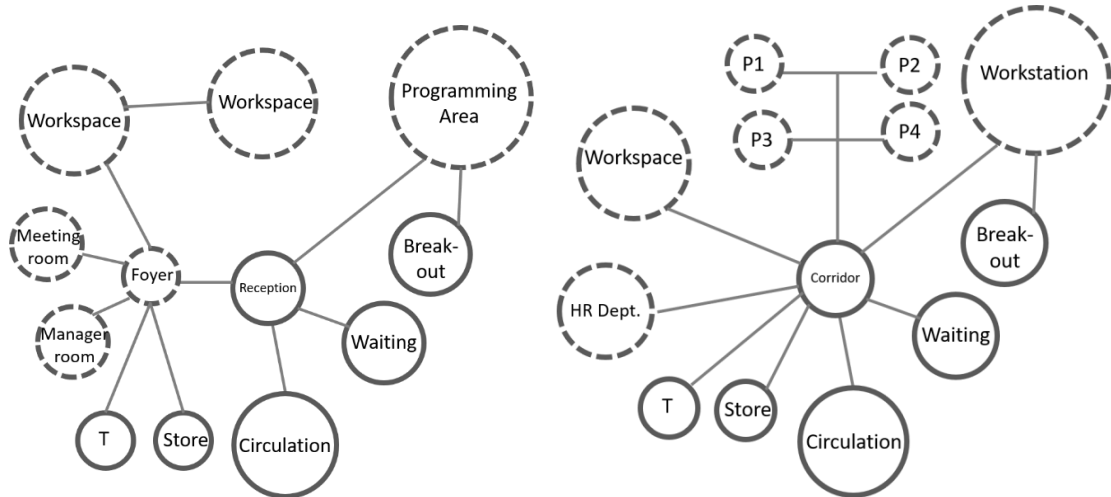 Workspace
Workspace
Programming
Area
Meeting
room
Foyer
Reception
Break-
out
Manager
room
Waiting
T
Store
Circulation
P1
P2
P3
P4
Workstation
Workspace
Break-
out
Corridor
HR Dept.
Waiting
T
Store
Circulation